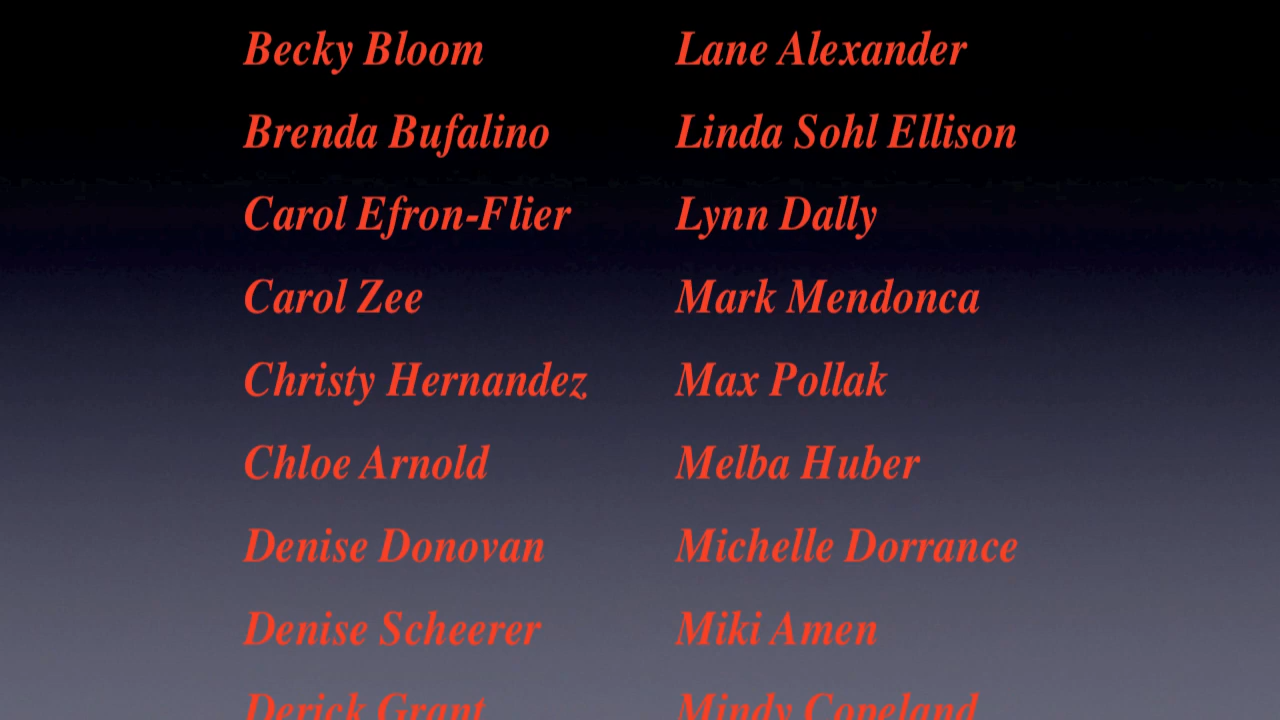 Becky Bloom
Brenda Bufalino
Carol Efron-Flier
Carol Zee
Christy Hernandez
Chloe Arnold
Denise Donovan
Denise Scheerer
Derick Grant
Lane Alexander
Linda Sohl Ellison
Lynn Dally
Mark Mendonca
Max Pollak
Melba Huber
Michelle Dorrance
Miki Amen
Mindy Copeland